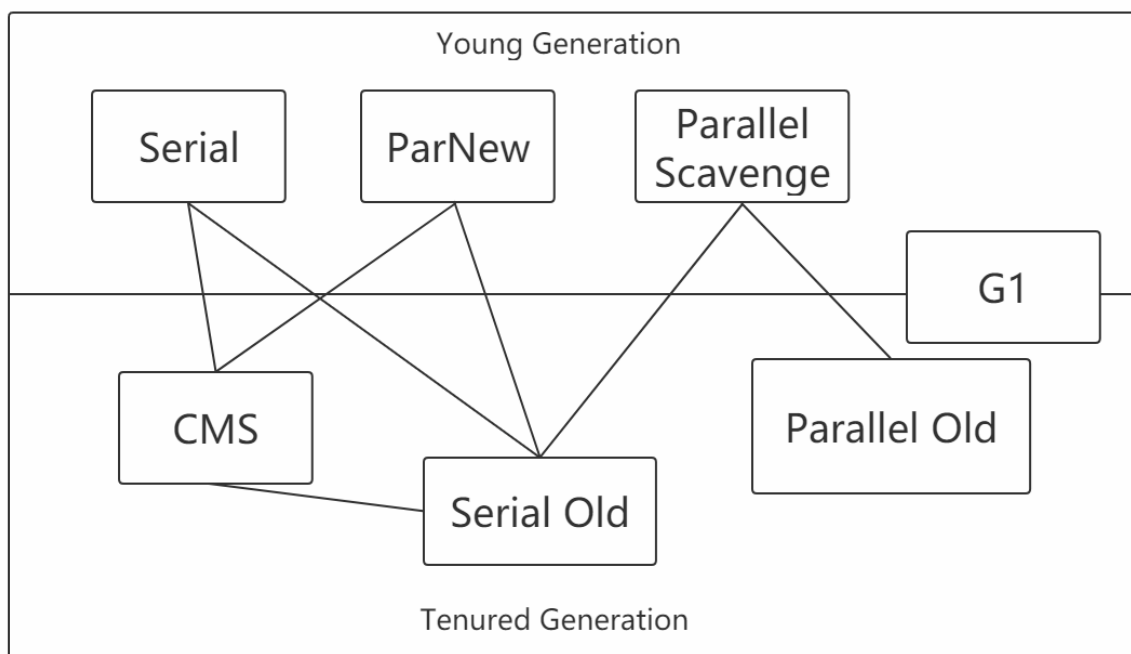 Young Generation
Serial
ParNew
Parallel
Scavenge
G1
CMS
Parallel Old
Serial Old
Tenured Generation